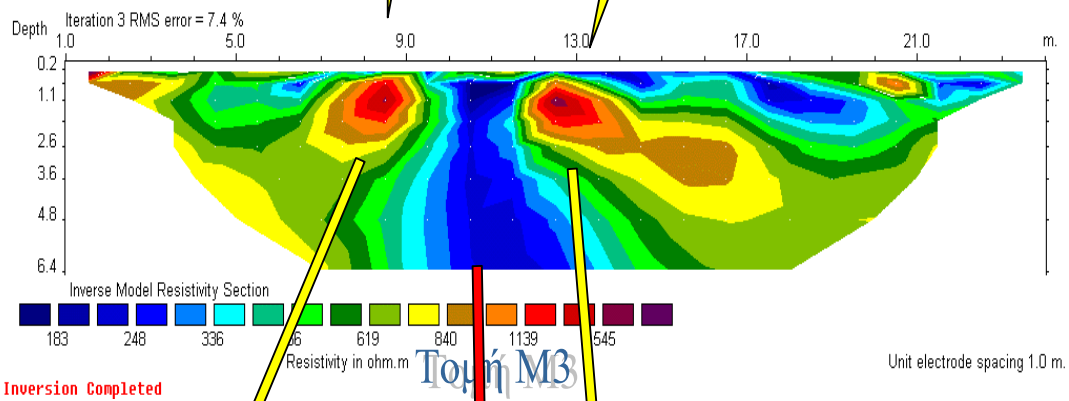 Iteration 3 RMS error = 7.4 %
Depth
1.0 5.0 9.0 13.0 17.0 21.0 m.
0.2
1.1
2.6
3.6
4.8
6.4
Inverse Model Resistivity Section
183 248 336 619 840 1139
Resistivity in ohm.m
Τομή M3
Unit electrode spacing 1.0 m.
Inversion Completed